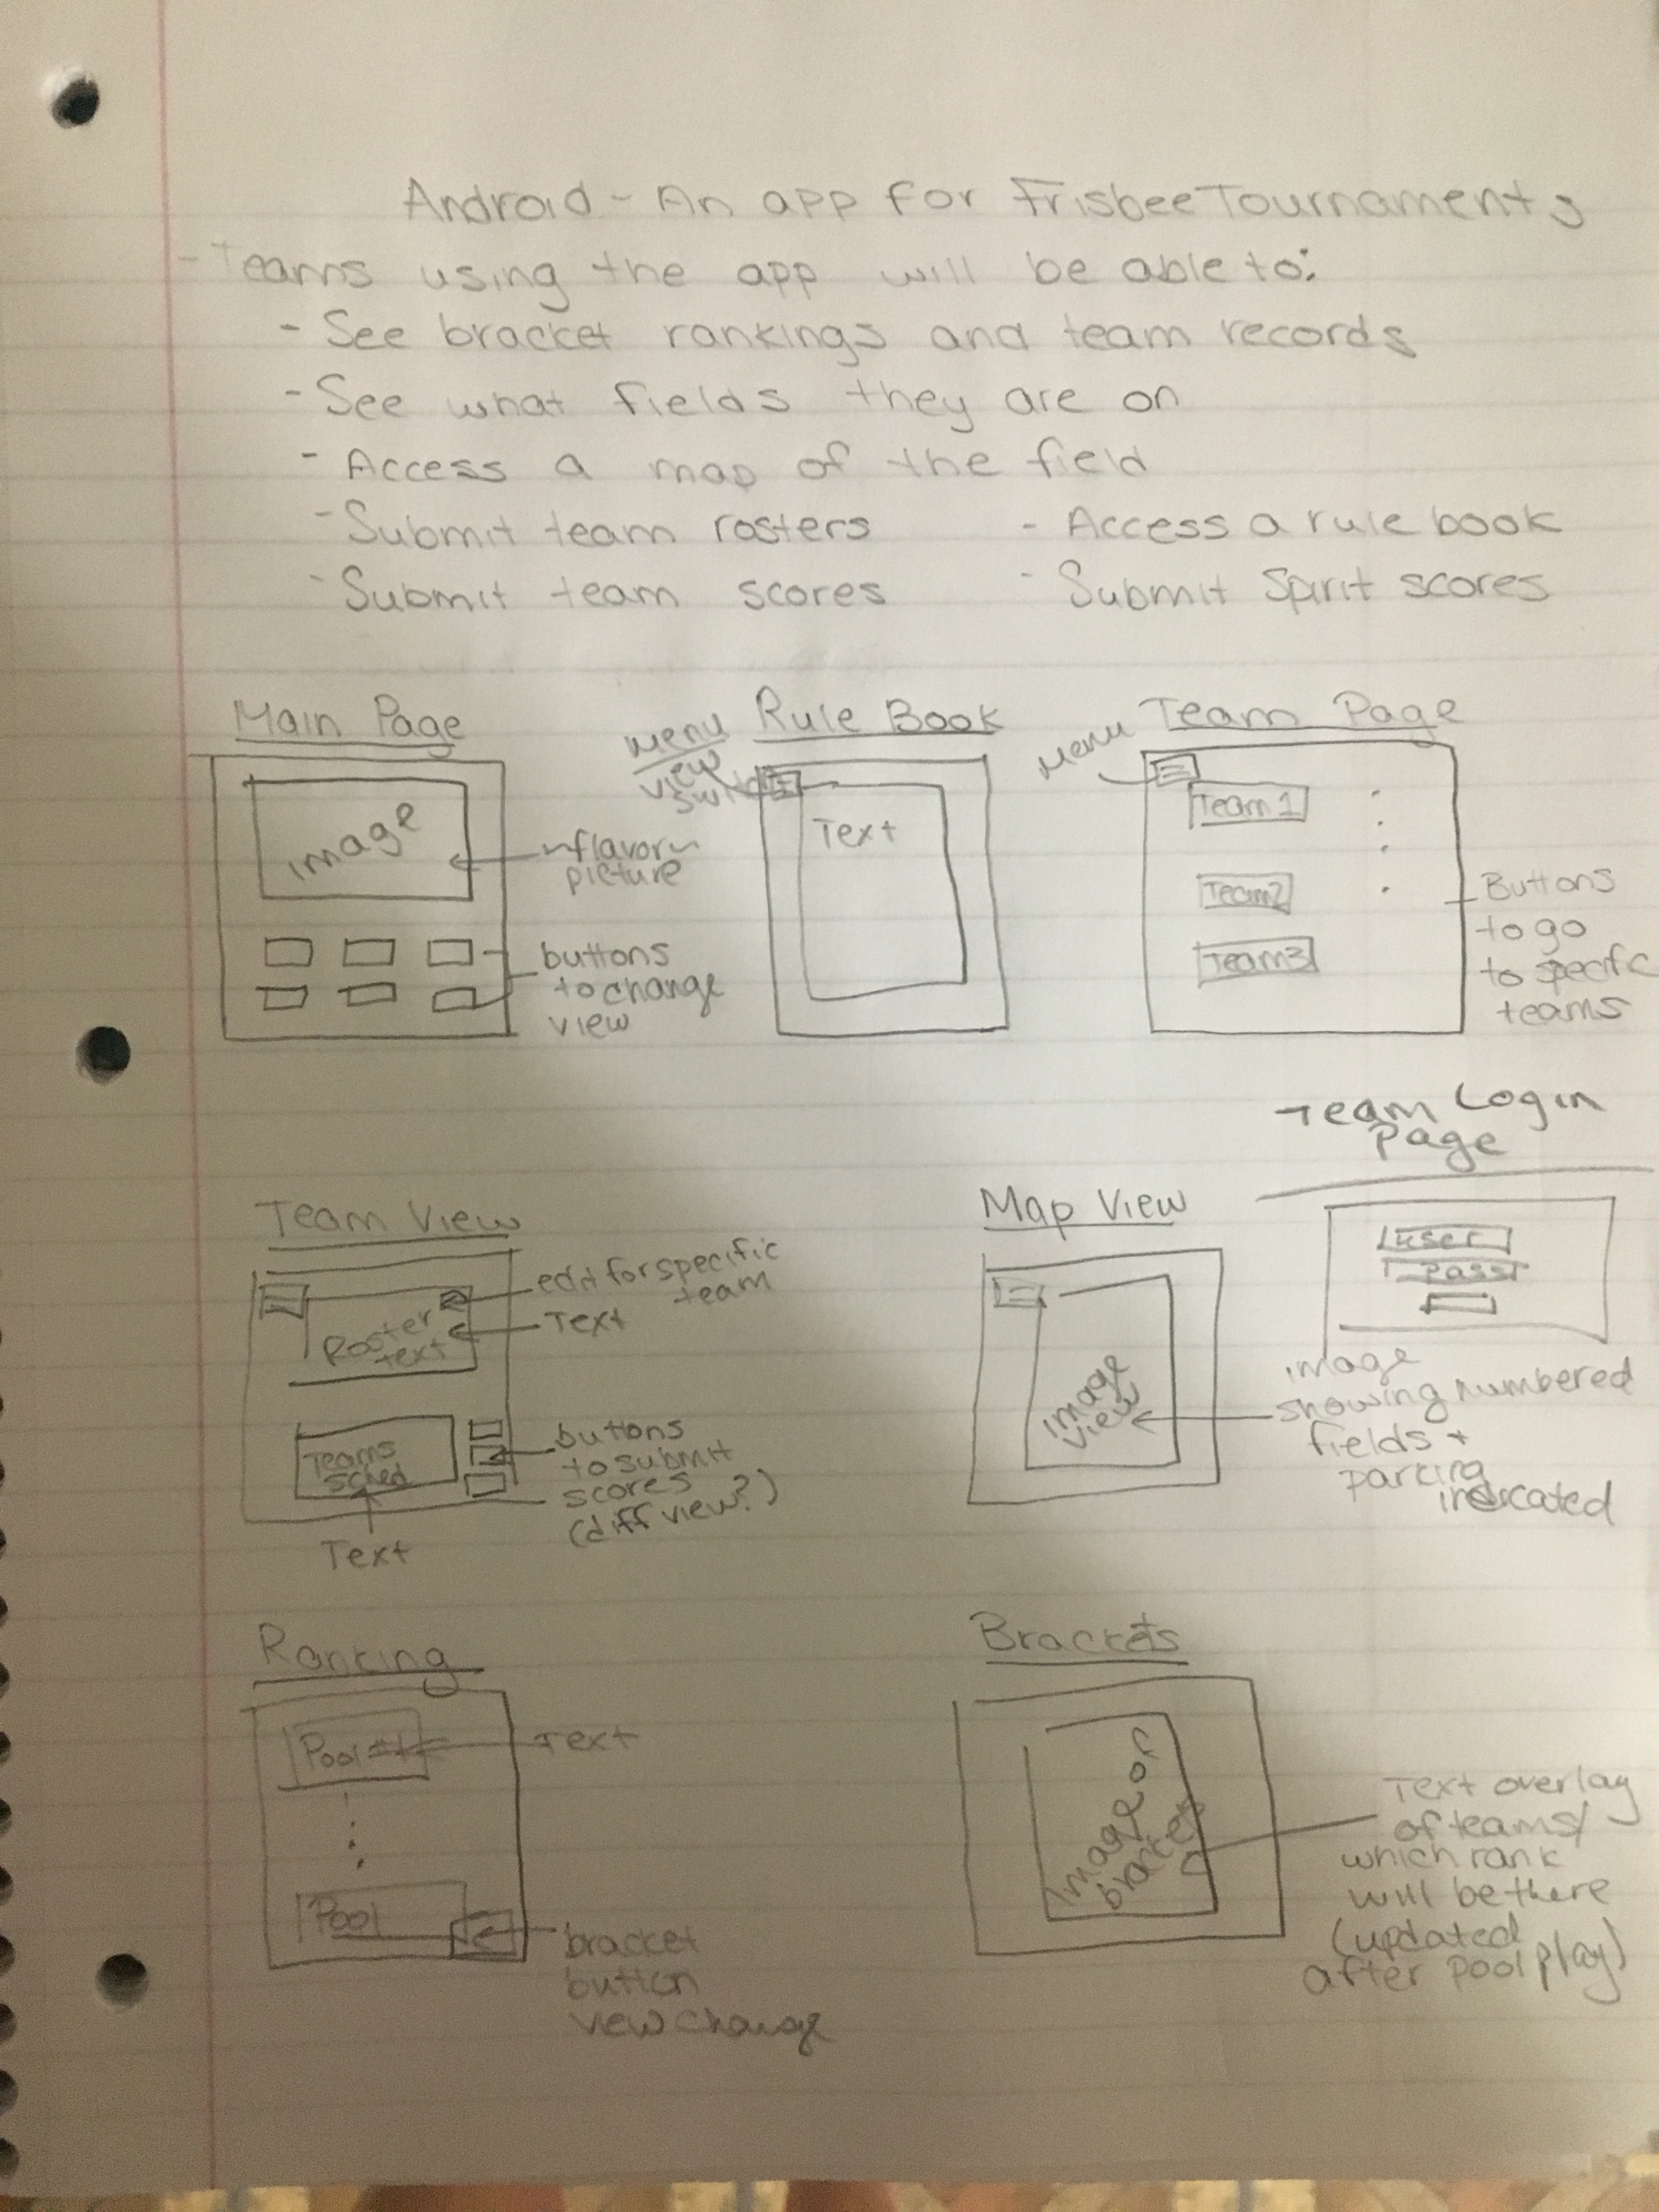 Android - An app for Frisbee Tournaments
- Teams using the app will be able to:
- See bracket rankings and team records
- See what fields they are on
- Access a map of the field
- Submit team rosters
- Access a rule book
- Submit team scores
- Submit Spirit scores
Main Page
image
~flavor~
picture
buttons
to change
view
Rule Book
Menu
view
Text
Team Page
Menu
Team 1
Team 2
Team 3
Buttons
to go
to specific
teams
Team Login
Page
user
Pass
Team View
edit for specific
team
Text
Roster
text
Teams
sched
Text
buttons
to submit
scores
(diff view?)
Map View
image
view
image
showing numbered
fields +
parking
indicated
Ranking
Pool
Text
Pool
bracket
button
view change
Brackets
Image of
bracket
Text overlay
of teams/
which rank
will be there
(updated
after pool play)